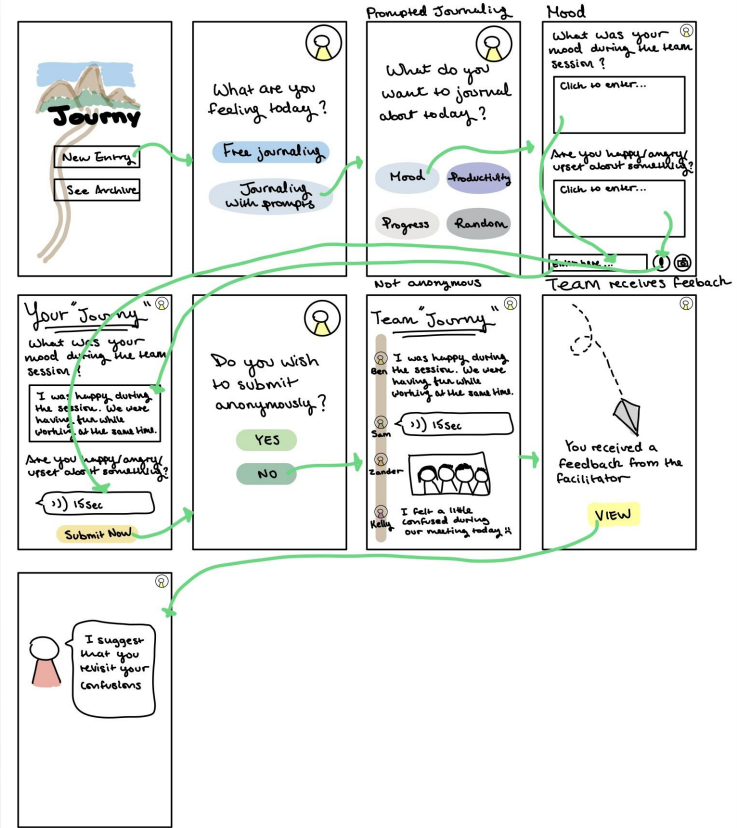 Prompted Journaling
Mood
Journy
New Entry
See Archive
What are you
feeling today?
Free journaling
Journaling
with prompts
What do you
want to journal
about today?
Mood
Productivity
Progress
Random
What was your
mood during the team
session?
Click to enter...
Are you happy/angry/
upset about something?
Click to enter...
here...
Not anonymous
Team receives feeback
Your "Journy"
What was your
mood during the team
session?
I was happy during
the session. We were
having fun while
working at the same time.
Are you happy/angry/
upset about something?
15sec
Submit Now
Do you wish
to submit
anonymously?
YES
NO
Team "Journy"
Ben
I was happy during
the session. We were
having fun while
working at the same time.
Sam
15sec
Zander
Kelly
I felt a little
confused during
our meeting today
You received a
feedback from the
facilitator
VIEW
I suggest
that you
revisit your
confusions